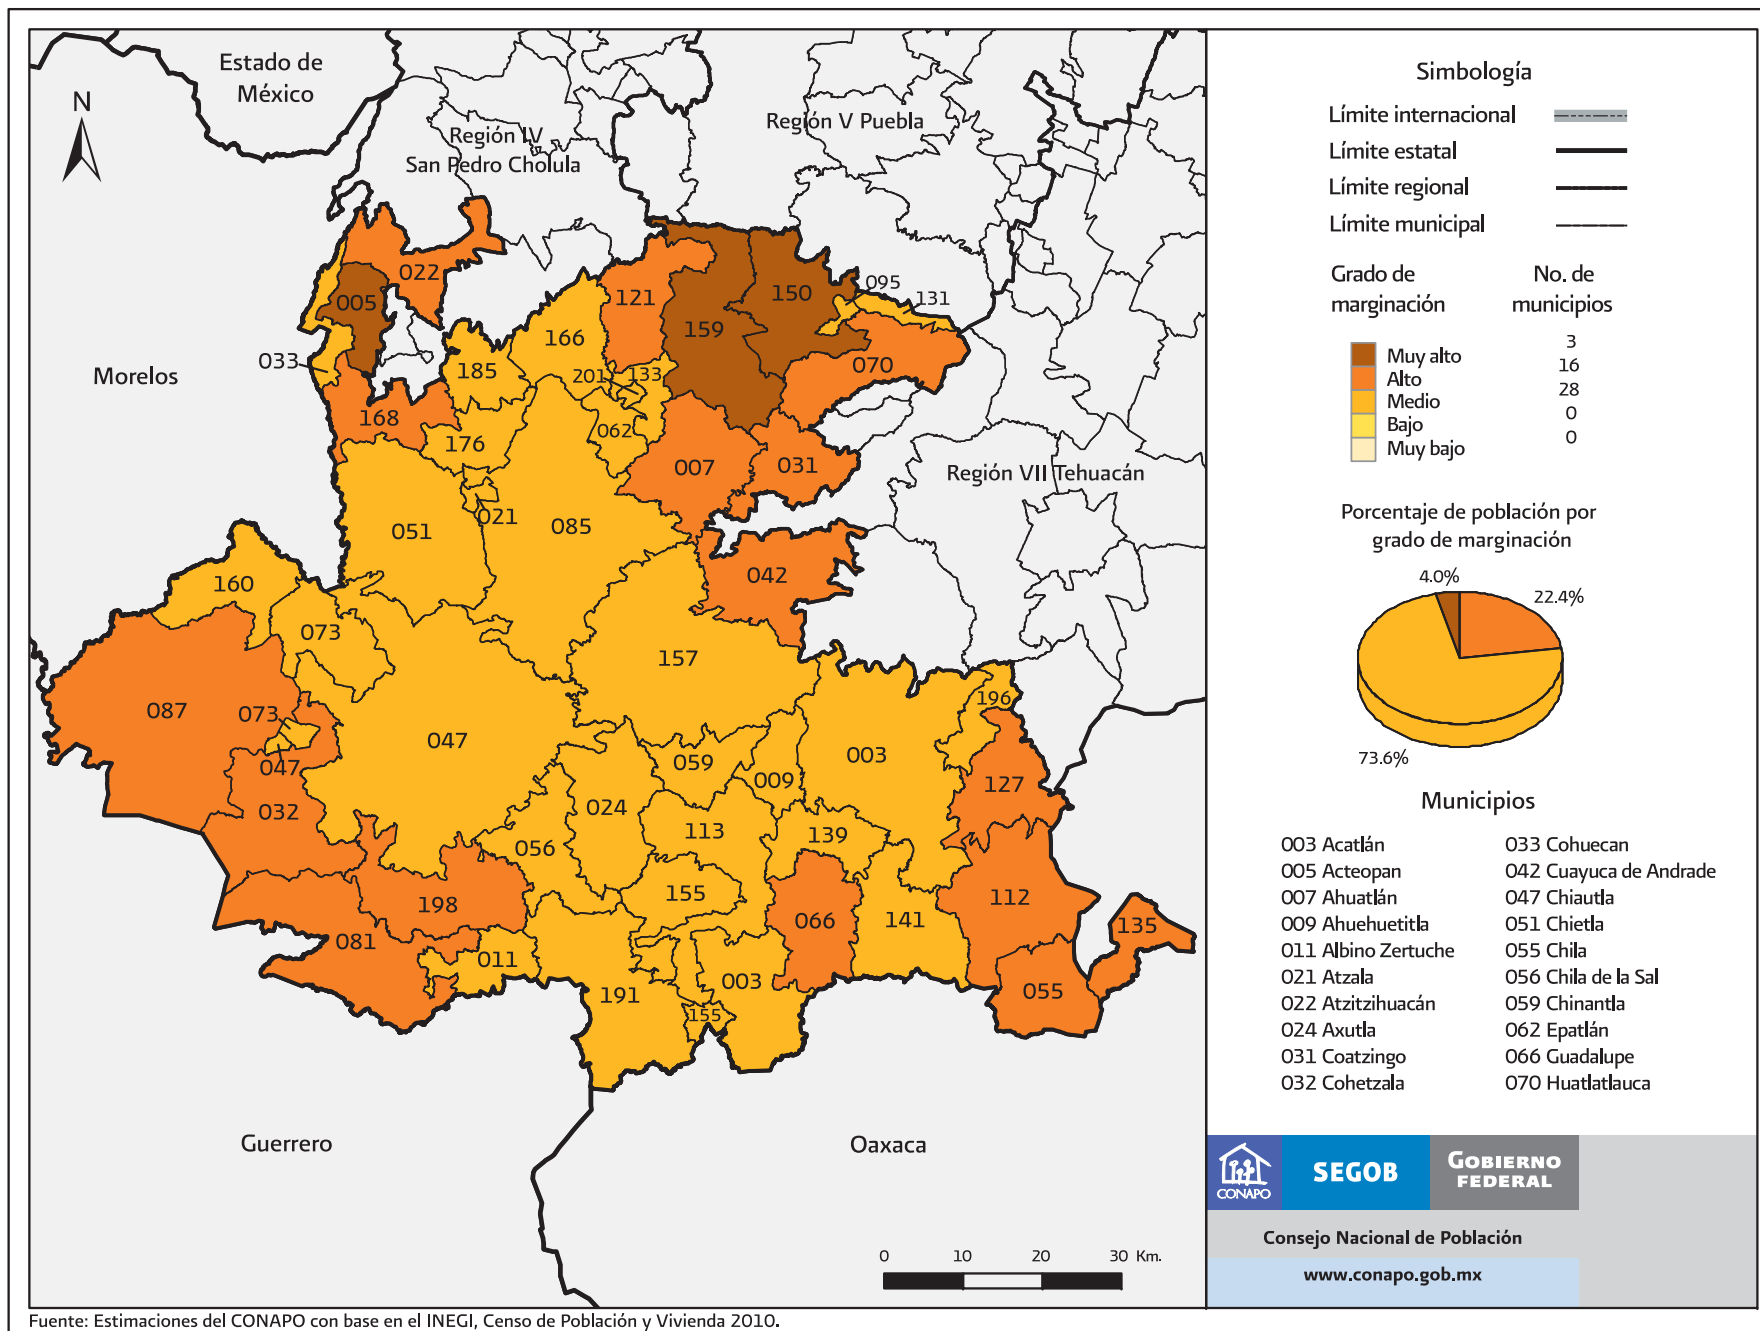 Estado de
México
N
Región IV
San Pedro Cholula
Región V Puebla
022
005
121
150
095
131
159
166
033
Morelos
185
201
133
070
168
176
062
007
031
Región VII Tehuacán
051
021
085
042
160
073
157
087
073
047
196
047
059
009
003
127
032
024
113
139
056
155
198
066
141
112
135
081
011
191
003
055
155
Guerrero
Oaxaca
0 10 20 30 Km.
Simbología
Límite internacional
Límite estatal
Límite regional
Límite municipal
Grado de marginación
No. de municipios
Muy alto 3
Alto 16
Medio 28
Bajo 0
Muy bajo 0
Porcentaje de población por
grado de marginación
4.0%
22.4%
73.6%
Municipios
003 Acatlán
005 Acteopan
007 Ahuatlán
009 Ahuehuetitla
011 Albino Zertuche
021 Atzala
022 Atzitzihuacán
024 Axutla
031 Coatzingo
032 Cohetzala
033 Cohuecan
042 Cuayuca de Andrade
047 Chiautla
051 Chietla
055 Chila
056 Chila de la Sal
059 Chinantla
062 Epatlán
066 Guadalupe
070 Huatlatlauca
CONAPO
SEGOB
GOBIERNO
FEDERAL
Consejo Nacional de Población
www.conapo.gob.mx
Fuente: Estimaciones del CONAPO con base en el INEGI, Censo de Población y Vivienda 2010.